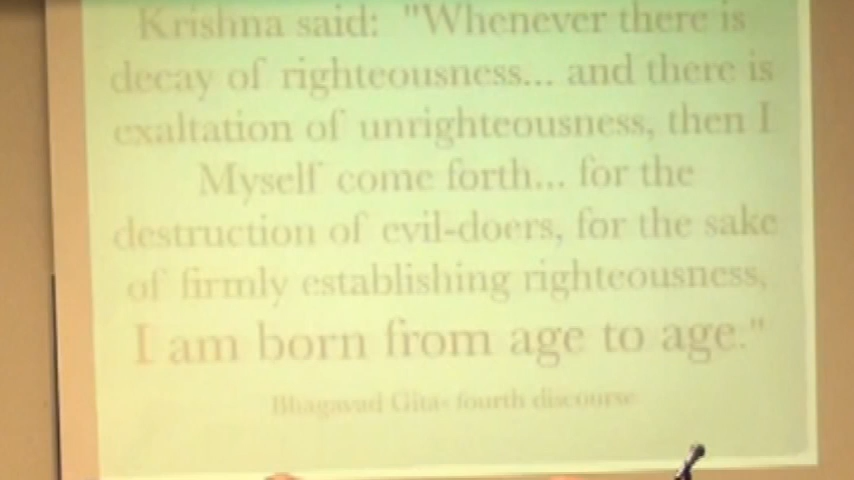 Krishna said: "Whenever there is
decay of righteousness... and there is
exaltation of unrighteousness, then I
Myself come forth... for the
destruction of evil-doers, for the sake
of firmly establishing righteousness,
I am born from age to age."
Bhagavad Gita- fourth discourse